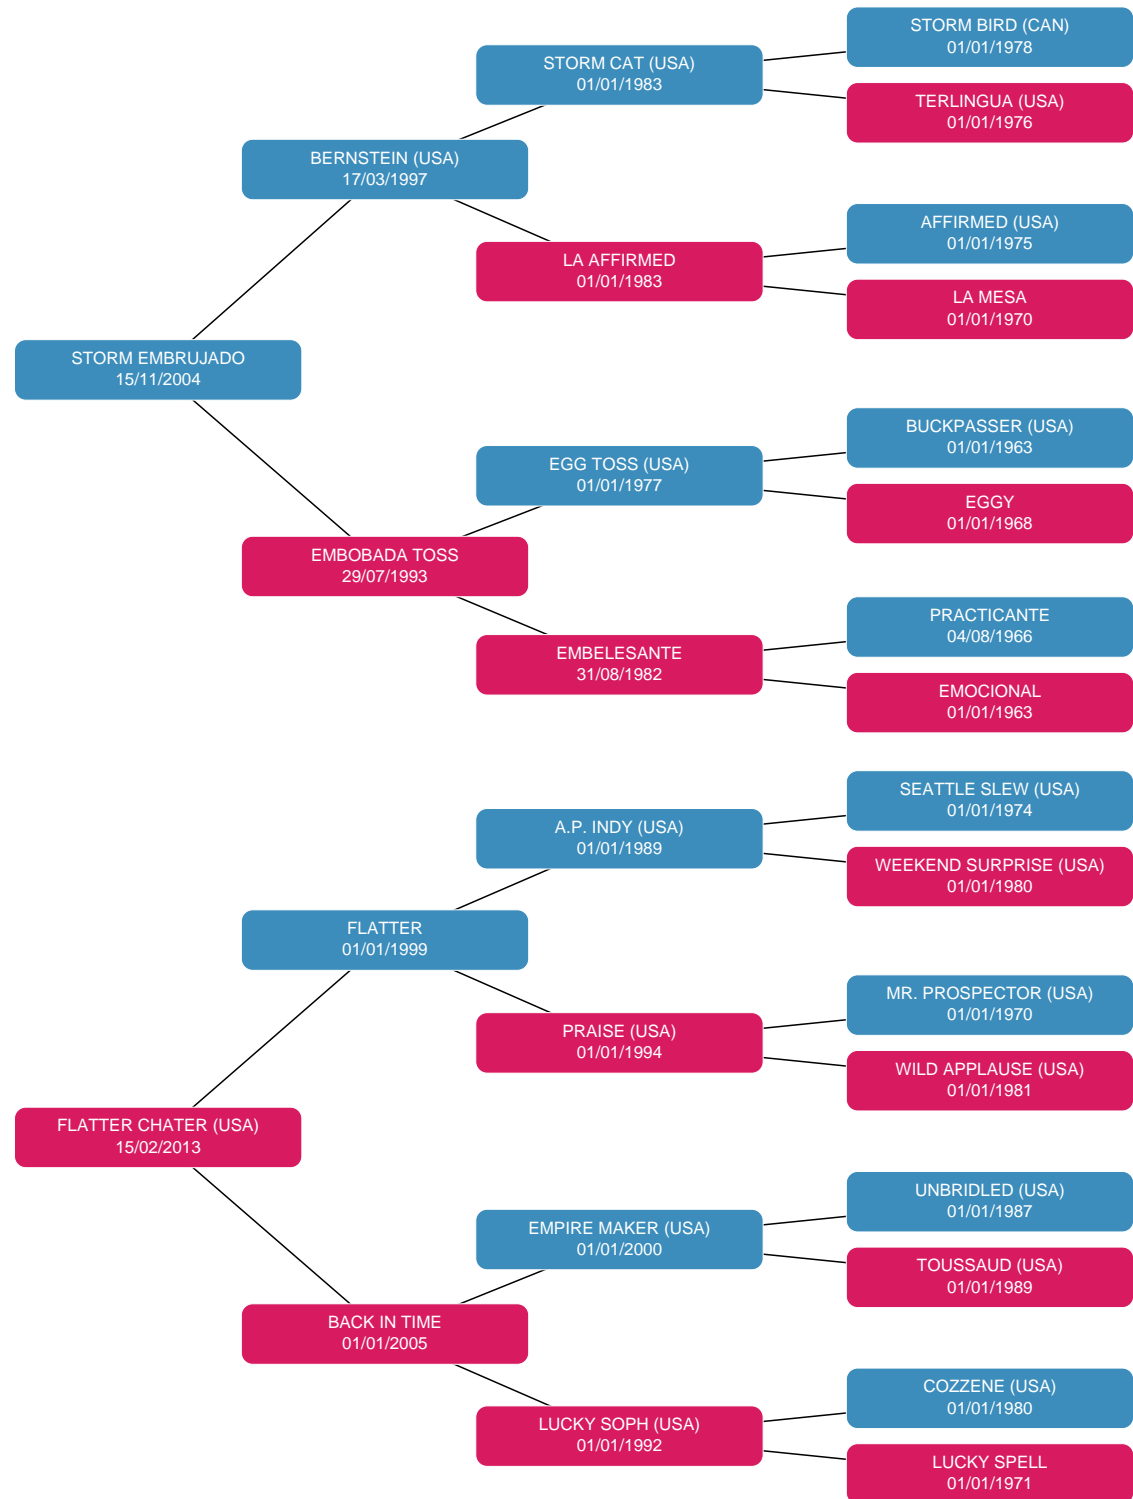 STORM BIRD (CAN)
01/01/1978
STORM CAT (USA)
01/01/1983
TERLINGUA (USA)
01/01/1976
BERNSTEIN (USA)
17/03/1997
AFFIRMED (USA)
01/01/1975
LA AFFIRMED
01/01/1983
LA MESA
01/01/1970
STORM EMBRUJADO
15/11/2004
BUCKPASSER (USA)
01/01/1963
EGG TOSS (USA)
01/01/1977
EGGY
01/01/1968
EMBOBADA TOSS
29/07/1993
PRACTICANTE
04/08/1966
EMBELESANTE
31/08/1982
EMOCIONAL
01/01/1963
SEATTLE SLEW (USA)
01/01/1974
A.P. INDY (USA)
01/01/1989
WEEKEND SURPRISE (USA)
01/01/1980
FLATTER
01/01/1999
MR. PROSPECTOR (USA)
01/01/1970
PRAISE (USA)
01/01/1994
WILD APPLAUSE (USA)
01/01/1981
FLATTER CHATER (USA)
15/02/2013
UNBRIDLED (USA)
01/01/1987
EMPIRE MAKER (USA)
01/01/2000
TOUSSAUD (USA)
01/01/1989
BACK IN TIME
01/01/2005
COZZENE (USA)
01/01/1980
LUCKY SOPH (USA)
01/01/1992
LUCKY SPELL
01/01/1971